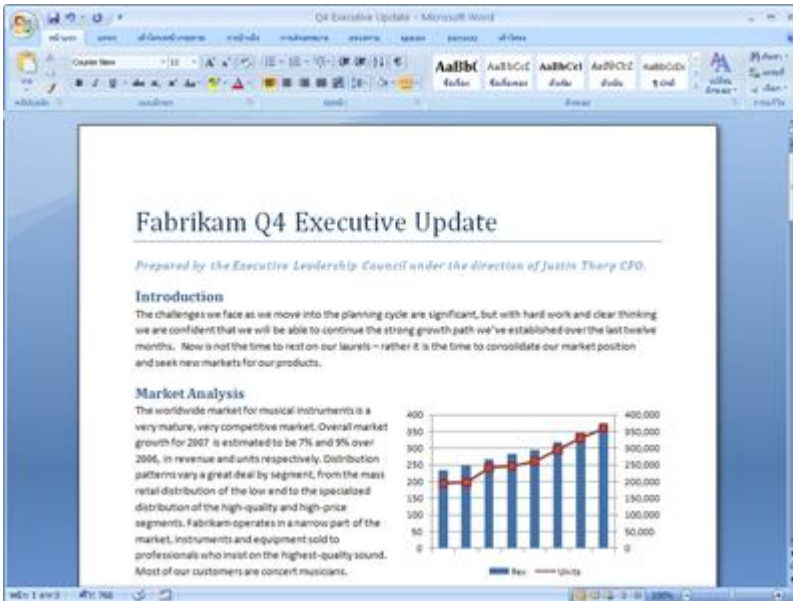 Q4 Executive Update - Microsoft Word
Courier New
11
AaBbC AaBbCcI AaBbCcI AaBbCcI AaBbCcDc
Fabrikam Q4 Executive Update
Prepared by the Executive Leadership Council under the direction of Justin Thorp CFO.
Introduction
The challenges we face as we move into the planning cycle are significant, but with hard work and clear thinking
we are confident that we will be able to continue the strong growth path we've established over the last twelve
months. Now is not the time to rest on our laurels – rather it is the time to consolidate our market position
and seek new markets for our products.
Market Analysis
The worldwide market for musical instruments is a
very mature, very competitive market. Overall market
growth for 2007 is estimated to be 7% and 9% over
2006, in revenue and units respectively. Distribution
patterns vary a great deal by segment, from the mass
retail distribution of the low end to the specialized
distribution of the high-quality and high-price
segments. Fabrikam operates in a narrow part of the
market, instruments and equipment sold to
professionals who insist on the highest-quality sound.
Most of our customers are concert musicians.
400 400,000
350 350,000
300 300,000
250 250,000
200 200,000
150 150,000
100 100,000
50 50,000
0 0
Rev Units
100%